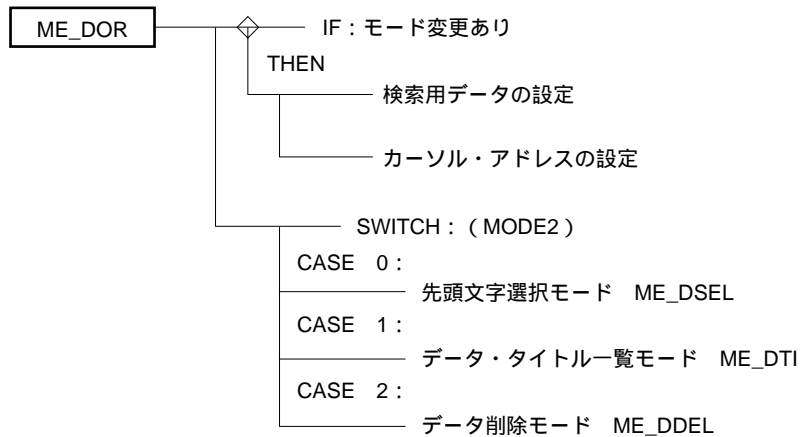 ME_DOR
IF：モード変更あり
THEN
検索用データの設定
カーソル・アドレスの設定
SWITCH：（MODE2）
CASE 0：
先頭文字選択モード ME_DSEL
CASE 1：
データ・タイトル一覧モード ME_DTI
CASE 2：
データ削除モード ME_DDEL